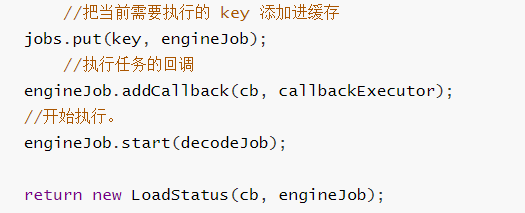 //把当前需要执行的 key 添加进缓存
jobs.put(key, engineJob);
//执行任务的回调
engineJob.addCallback(cb, callbackExecutor);
//开始执行。
engineJob.start(decodeJob);
return new LoadStatus(cb, engineJob);